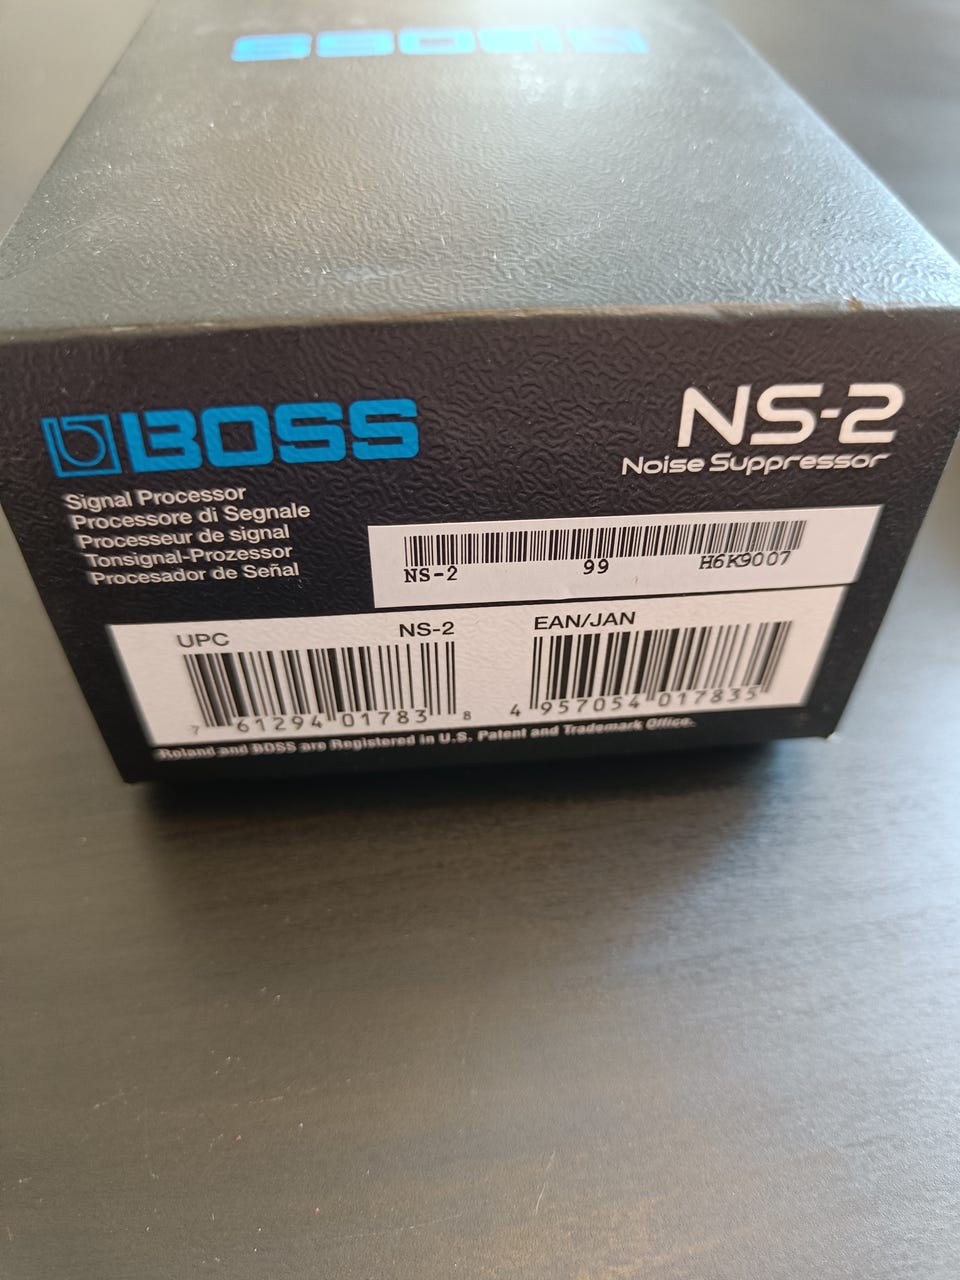 BOSS
BOSS
NS-2
Noise Suppressor
Signal Processor
Processore di Segnale
Processeur de signal
Tonsignal-Prozessor
Procesador de Señal
NS-2 99 H6K9007
UPC NS-2
7 61294 01783 8
EAN/JAN
4 957054 017835
Roland and BOSS are Registered in U.S. Patent and Trademark Office.